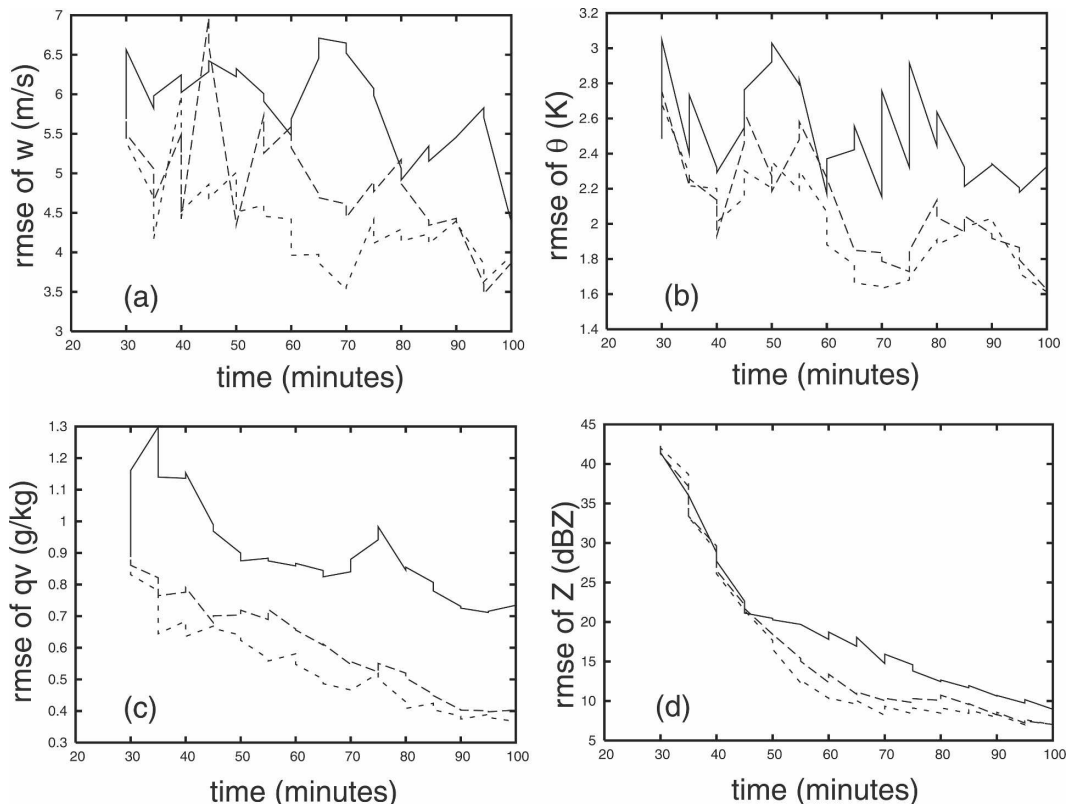 7
6.5
6
5.5
5
4.5
4
3.5
3
rmse of w (m/s)
(a)
20 30 40 50 60 70 80 90 100
time (minutes)
3.2
3
2.8
2.6
2.4
2.2
2
1.8
1.6
1.4
rmse of θ (K)
(b)
20 30 40 50 60 70 80 90 100
time (minutes)
1.3
1.2
1.1
1
0.9
0.8
0.7
0.6
0.5
0.4
0.3
rmse of qv (g/kg)
(c)
20 30 40 50 60 70 80 90 100
time (minutes)
45
40
35
30
25
20
15
10
5
rmse of Z (dBZ)
(d)
20 30 40 50 60 70 80 90 100
time (minutes)